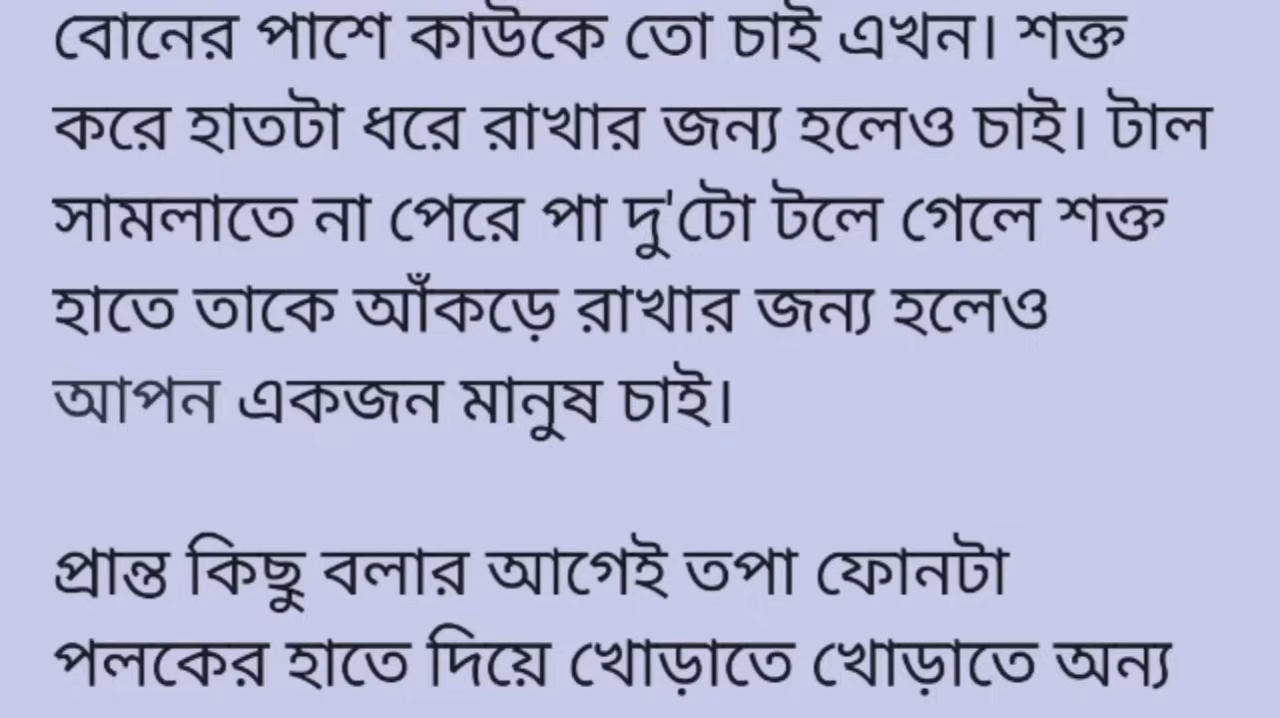 বোনের পাশে কাউকে তো চাই এখন। শক্ত
করে হাতটা ধরে রাখার জন্য হলেও চাই। টাল
সামলাতে না পেরে পা দু'টো টলে গেলে শক্ত
হাতে তাকে আঁকড়ে রাখার জন্য হলেও
আপন একজন মানুষ চাই।
প্রান্ত কিছু বলার আগেই তপা ফোনটা
পলকের হাতে দিয়ে খোড়াতে খোড়াতে অন্য